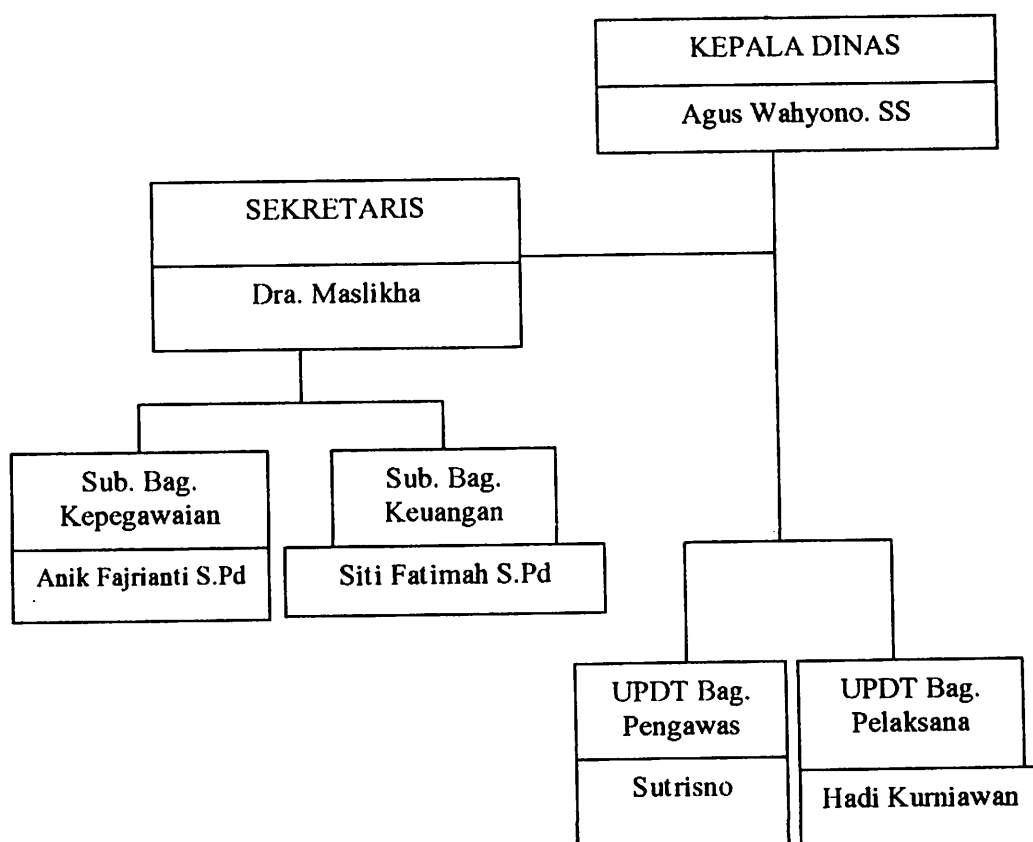 KEPALA DINAS
Agus Wahyono. SS
SEKRETARIS
Dra. Maslikha
Sub. Bag.
Kepegawaian
Anik Fajrianti S.Pd
Sub. Bag.
Keuangan
Siti Fatimah S.Pd
UPDT Bag.
Pengawas
Sutrisno
UPDT Bag.
Pelaksana
Hadi Kurniawan